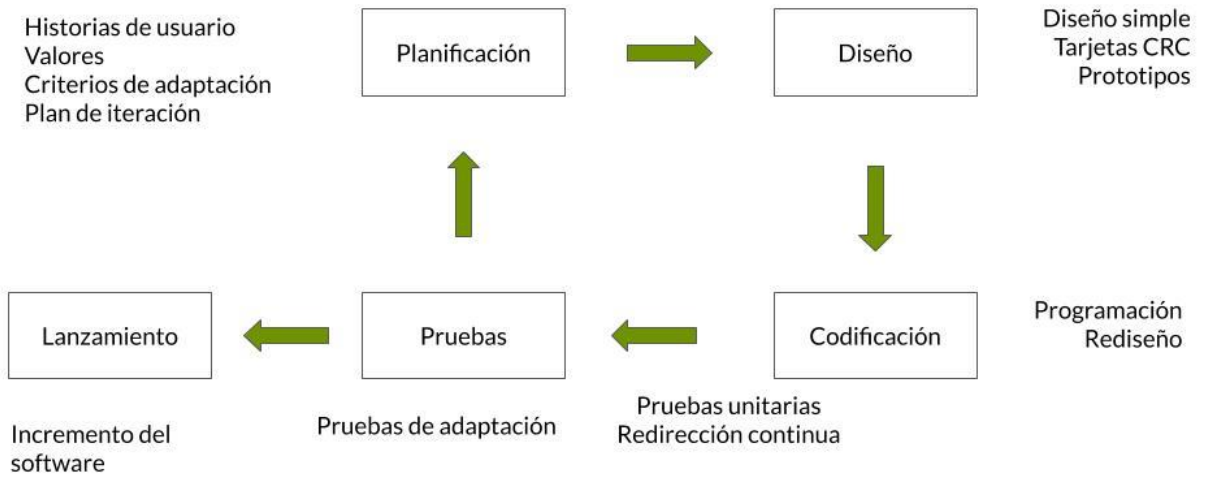 Historias de usuario
Valores
Criterios de adaptación
Plan de iteración
Planificación
Diseño
Diseño simple
Tarjetas CRC
Prototipos
Lanzamiento
Pruebas
Codificación
Programación
Rediseño
Incremento del
software
Pruebas de adaptación
Pruebas unitarias
Redirección continua